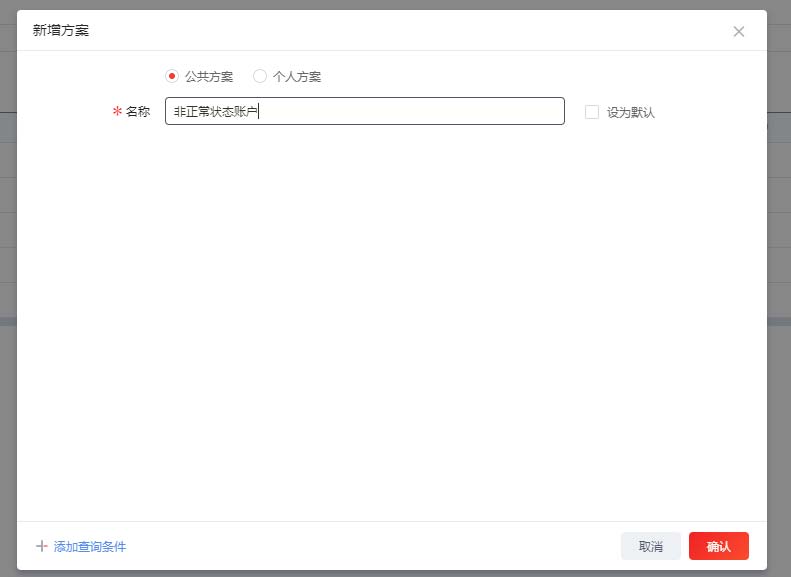 新增方案
公共方案 个人方案
* 名称 非正常状态账户 设为默认
+ 添加查询条件 取消 确认